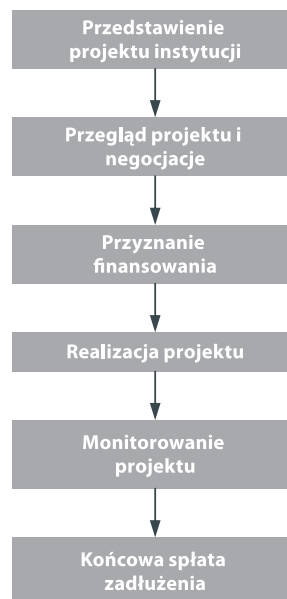 Przedstawienie
projektu instytucji
Przegląd projektu i
negocjacje
Przyznanie
finansowania
Realizacja projektu
Monitorowanie
projektu
Końcowa spłata
zadłużenia